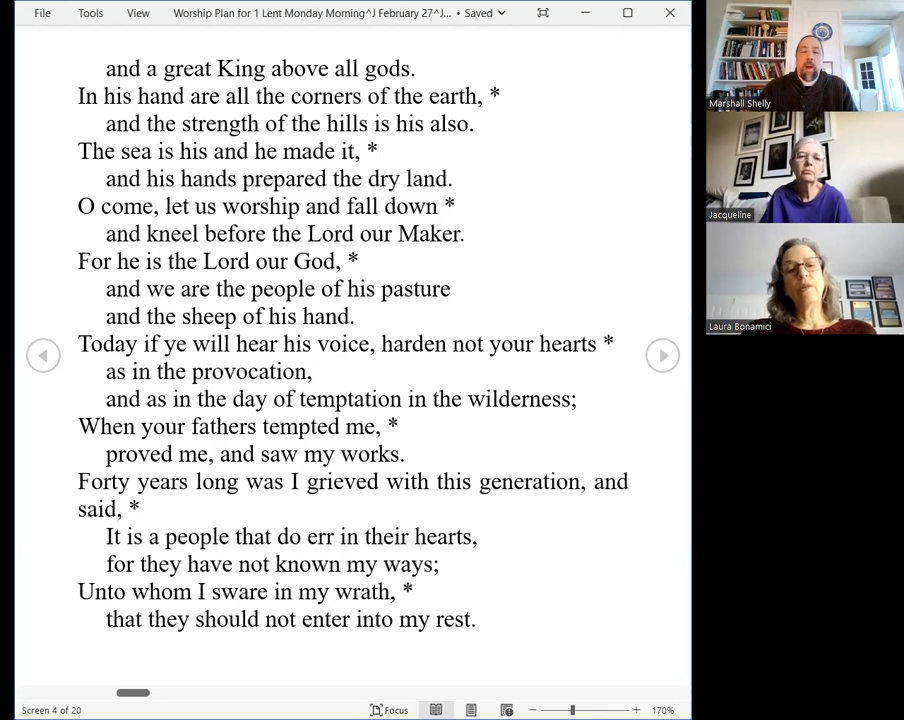 File Tools View Worship Plan for 1 Lent Monday Morning^J February 27^J... • Saved
and a great King above all gods.
In his hand are all the corners of the earth, *
and the strength of the hills is his also.
The sea is his and he made it, *
and his hands prepared the dry land.
O come, let us worship and fall down *
and kneel before the Lord our Maker.
For he is the Lord our God, *
and we are the people of his pasture
and the sheep of his hand.
Today if ye will hear his voice, harden not your hearts *
as in the provocation,
and as in the day of temptation in the wilderness;
When your fathers tempted me, *
proved me, and saw my works.
Forty years long was I grieved with this generation, and
said, *
It is a people that do err in their hearts,
for they have not known my ways;
Unto whom I sware in my wrath, *
that they should not enter into my rest.
Screen 4 of 20 Focus 170%
Marshall Shelly
Jacqueline
Laura Bonamici